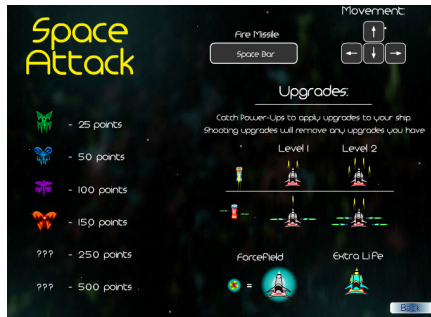 Space
Attack
Movement:
Fire Missile
Space Bar
Upgrades:
Catch Power-Ups to apply upgrades to your ship.
Shooting upgrades will remove any upgrades you have
Level 1
Level 2
- 25 points
- 50 points
- 100 points
- 150 points
??? - 250 points
??? - 500 points
ForceField
=
Extra Life
Back